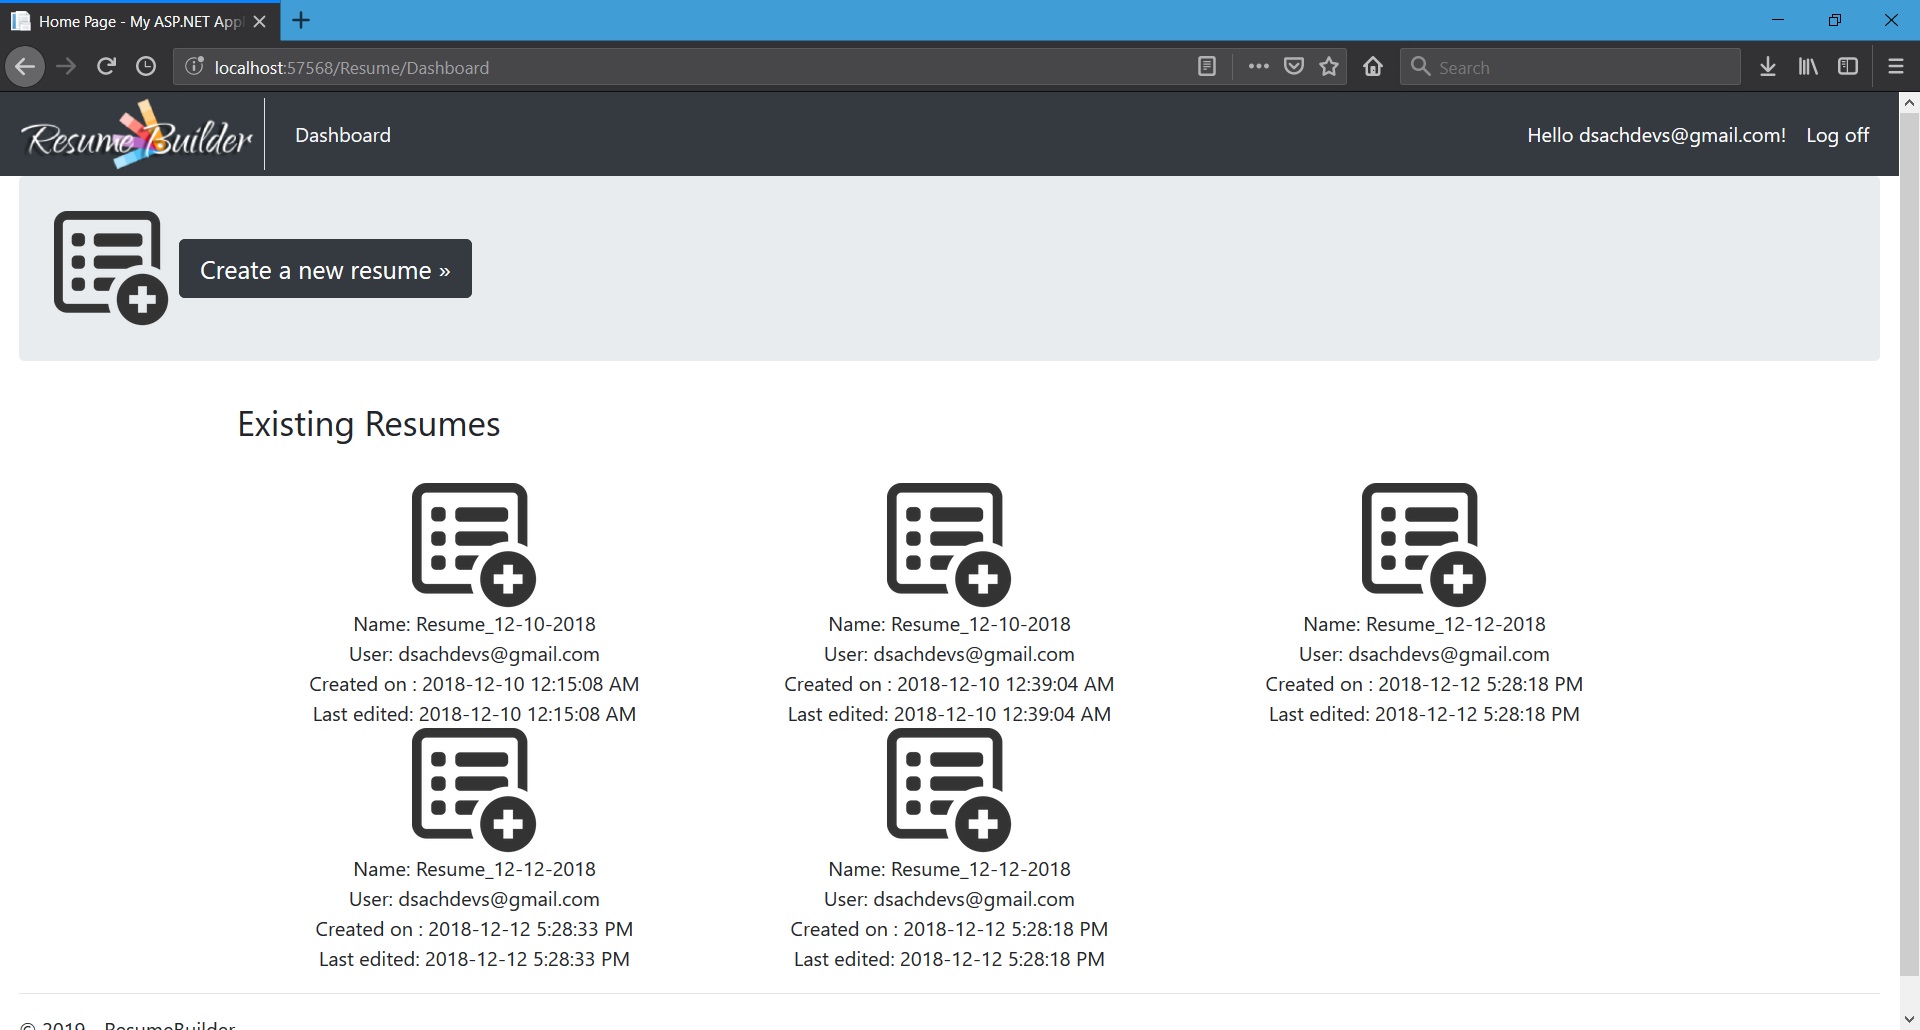 Home Page - My ASP.NET App
localhost:57568/Resume/Dashboard
Search
Resume Builder
Dashboard
Hello dsachdevs@gmail.com!
Log off
Create a new resume »
Existing Resumes
Name: Resume_12-10-2018
User: dsachdevs@gmail.com
Created on : 2018-12-10 12:15:08 AM
Last edited: 2018-12-10 12:15:08 AM
Name: Resume_12-10-2018
User: dsachdevs@gmail.com
Created on : 2018-12-10 12:39:04 AM
Last edited: 2018-12-10 12:39:04 AM
Name: Resume_12-12-2018
User: dsachdevs@gmail.com
Created on : 2018-12-12 5:28:18 PM
Last edited: 2018-12-12 5:28:18 PM
Name: Resume_12-12-2018
User: dsachdevs@gmail.com
Created on : 2018-12-12 5:28:33 PM
Last edited: 2018-12-12 5:28:33 PM
Name: Resume_12-12-2018
User: dsachdevs@gmail.com
Created on : 2018-12-12 5:28:18 PM
Last edited: 2018-12-12 5:28:18 PM
© 2019 - ResumeBuilder